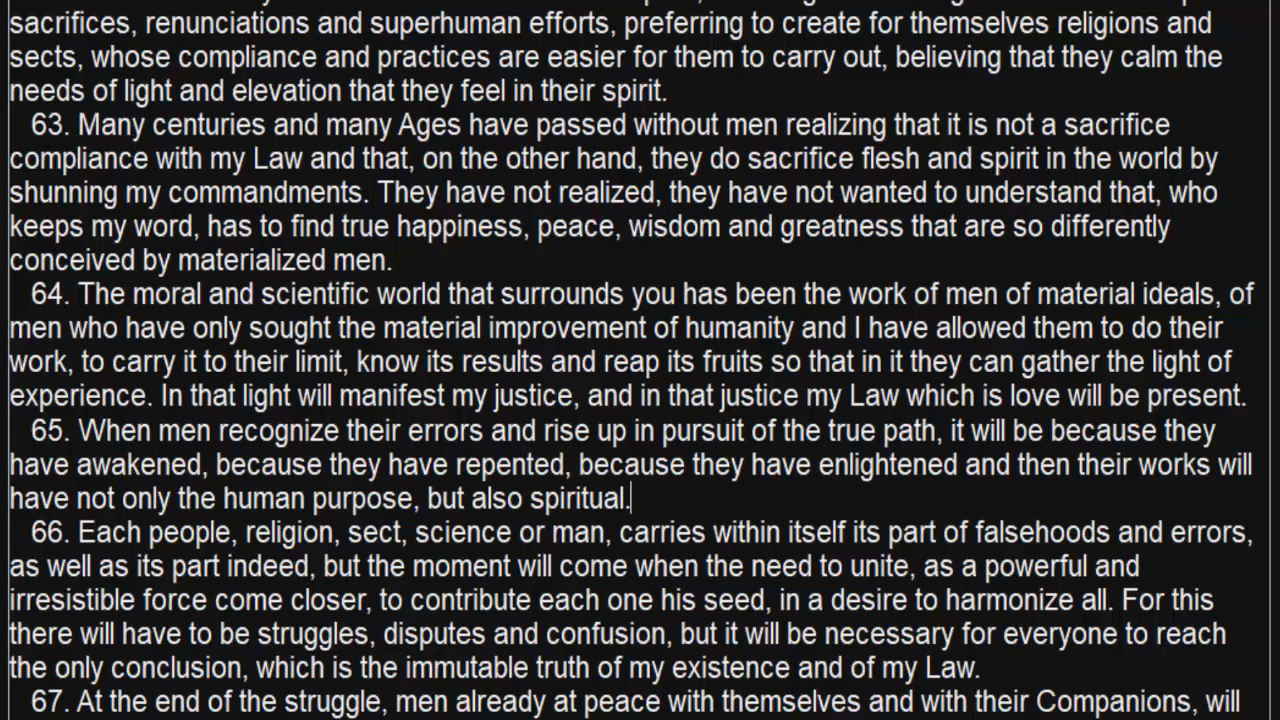 sacrifices, renunciations and superhuman efforts, preferring to create for themselves religions and
sects, whose compliance and practices are easier for them to carry out, believing that they calm the
needs of light and elevation that they feel in their spirit.
63. Many centuries and many Ages have passed without men realizing that it is not a sacrifice
compliance with my Law and that, on the other hand, they do sacrifice flesh and spirit in the world by
shunning my commandments. They have not realized, they have not wanted to understand that, who
keeps my word, has to find true happiness, peace, wisdom and greatness that are so differently
conceived by materialized men.
64. The moral and scientific world that surrounds you has been the work of men of material ideals, of
men who have only sought the material improvement of humanity and I have allowed them to do their
work, to carry it to their limit, know its results and reap its fruits so that in it they can gather the light of
experience. In that light will manifest my justice, and in that justice my Law which is love will be present.
65. When men recognize their errors and rise up in pursuit of the true path, it will be because they
have awakened, because they have repented, because they have enlightened and then their works will
have not only the human purpose, but also spiritual.
66. Each people, religion, sect, science or man, carries within itself its part of falsehoods and errors,
as well as its part indeed, but the moment will come when the need to unite, as a powerful and
irresistible force come closer, to contribute each one his seed, in a desire to harmonize all. For this
there will have to be struggles, disputes and confusion, but it will be necessary for everyone to reach
the only conclusion, which is the immutable truth of my existence and of my Law.
67. At the end of the struggle, men already at peace with themselves and with their Companions, will